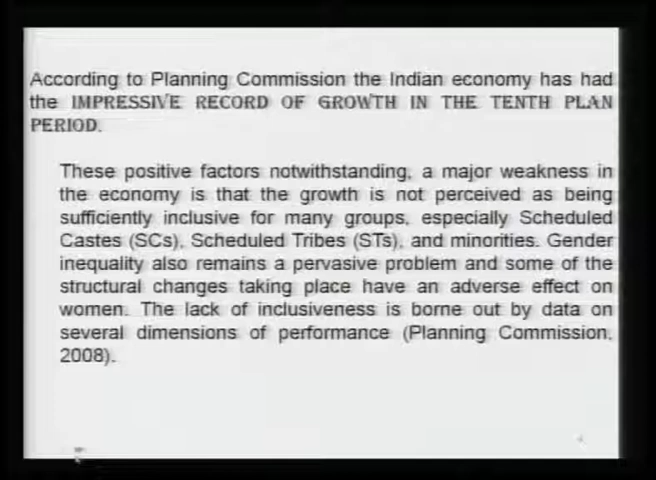 According to Planning Commission the Indian economy has had
the IMPRESSIVE RECORD OF GROWTH IN THE TENTH PLAN
PERIOD.
These positive factors notwithstanding, a major weakness in
the economy is that the growth is not perceived as being
sufficiently inclusive for many groups, especially Scheduled
Castes (SCs), Scheduled Tribes (STs), and minorities. Gender
inequality also remains a pervasive problem and some of the
structural changes taking place have an adverse effect on
women. The lack of inclusiveness is borne out by data on
several dimensions of performance (Planning Commission,
2008).